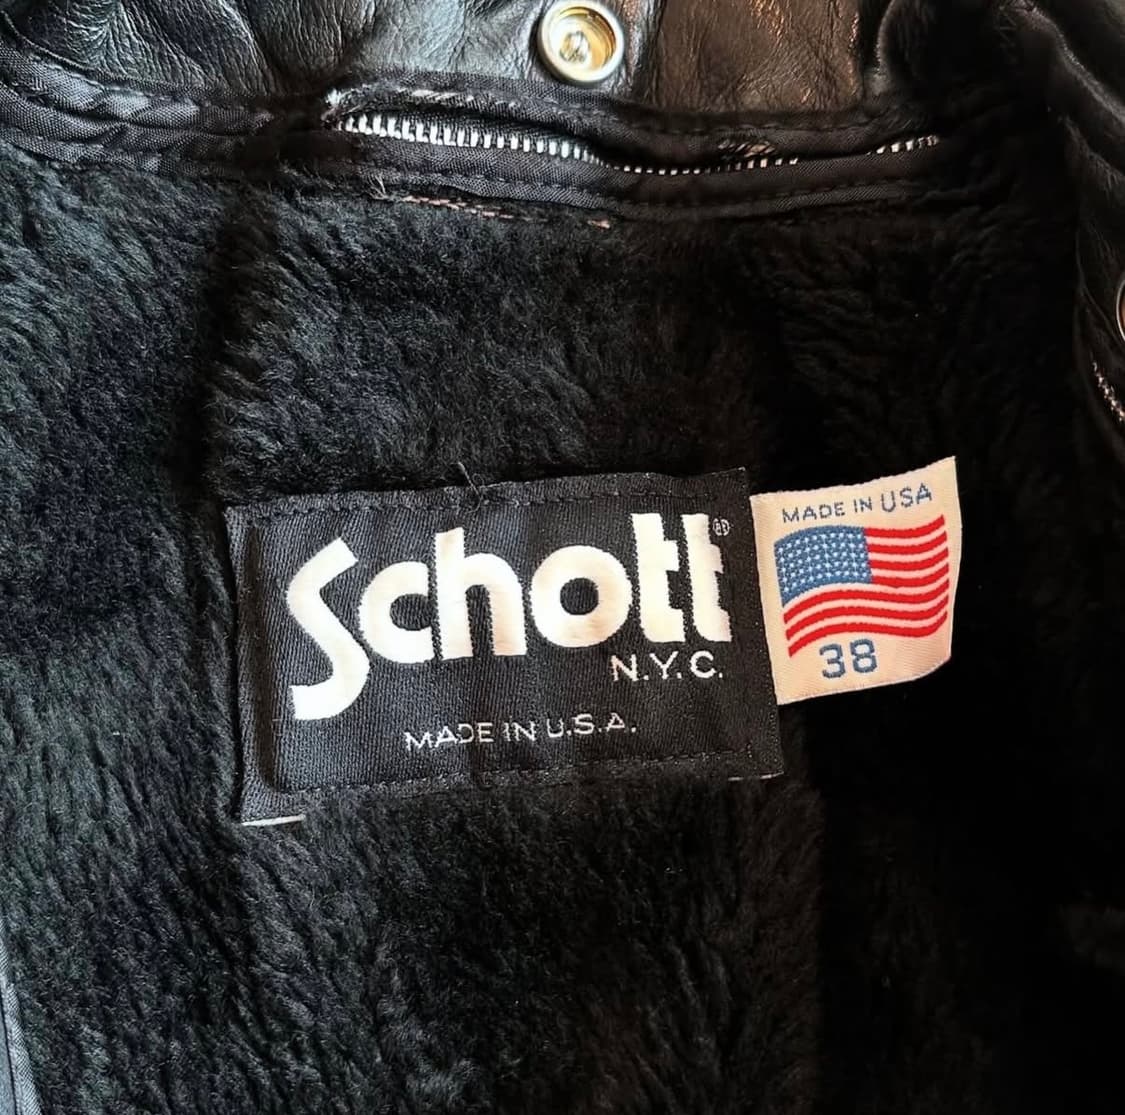 Schott®
N.Y.C.
MADE IN U.S.A.
MADE IN USA
38